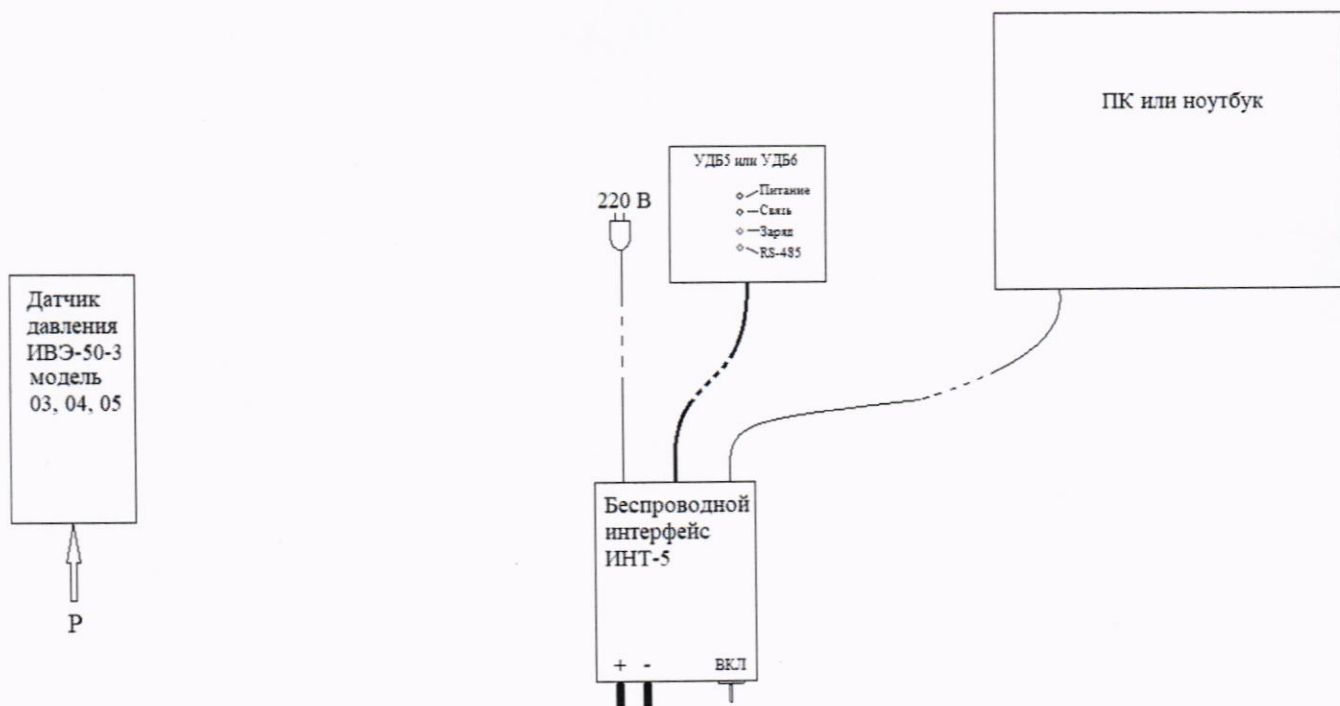 ПК или ноутбук
УДБ5 или УДБ6
Питание
Связь
Заряд
RS-485
220 В
Датчик
давления
ИВЭ-50-3
модель
03, 04, 05
P
Беспроводной
интерфейс
ИНТ-5
+ -
ВКЛ